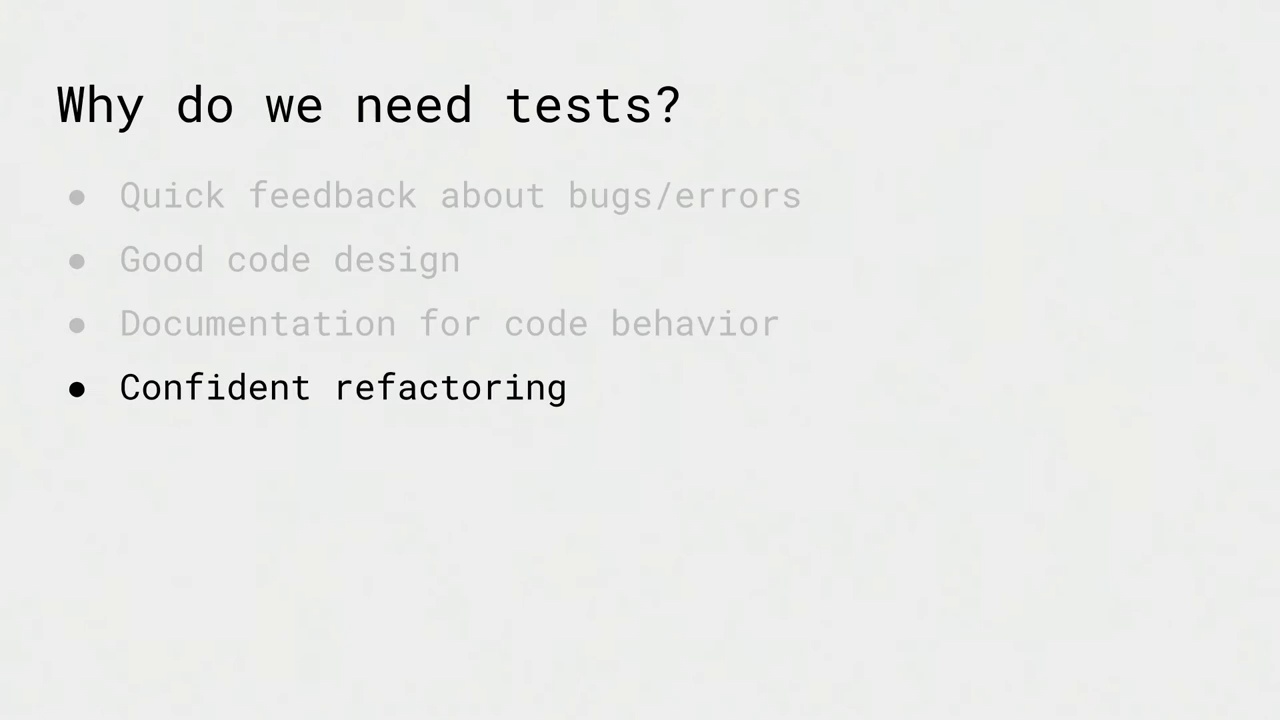 Why do we need tests?
● Quick feedback about bugs/errors
● Good code design
● Documentation for code behavior
● Confident refactoring